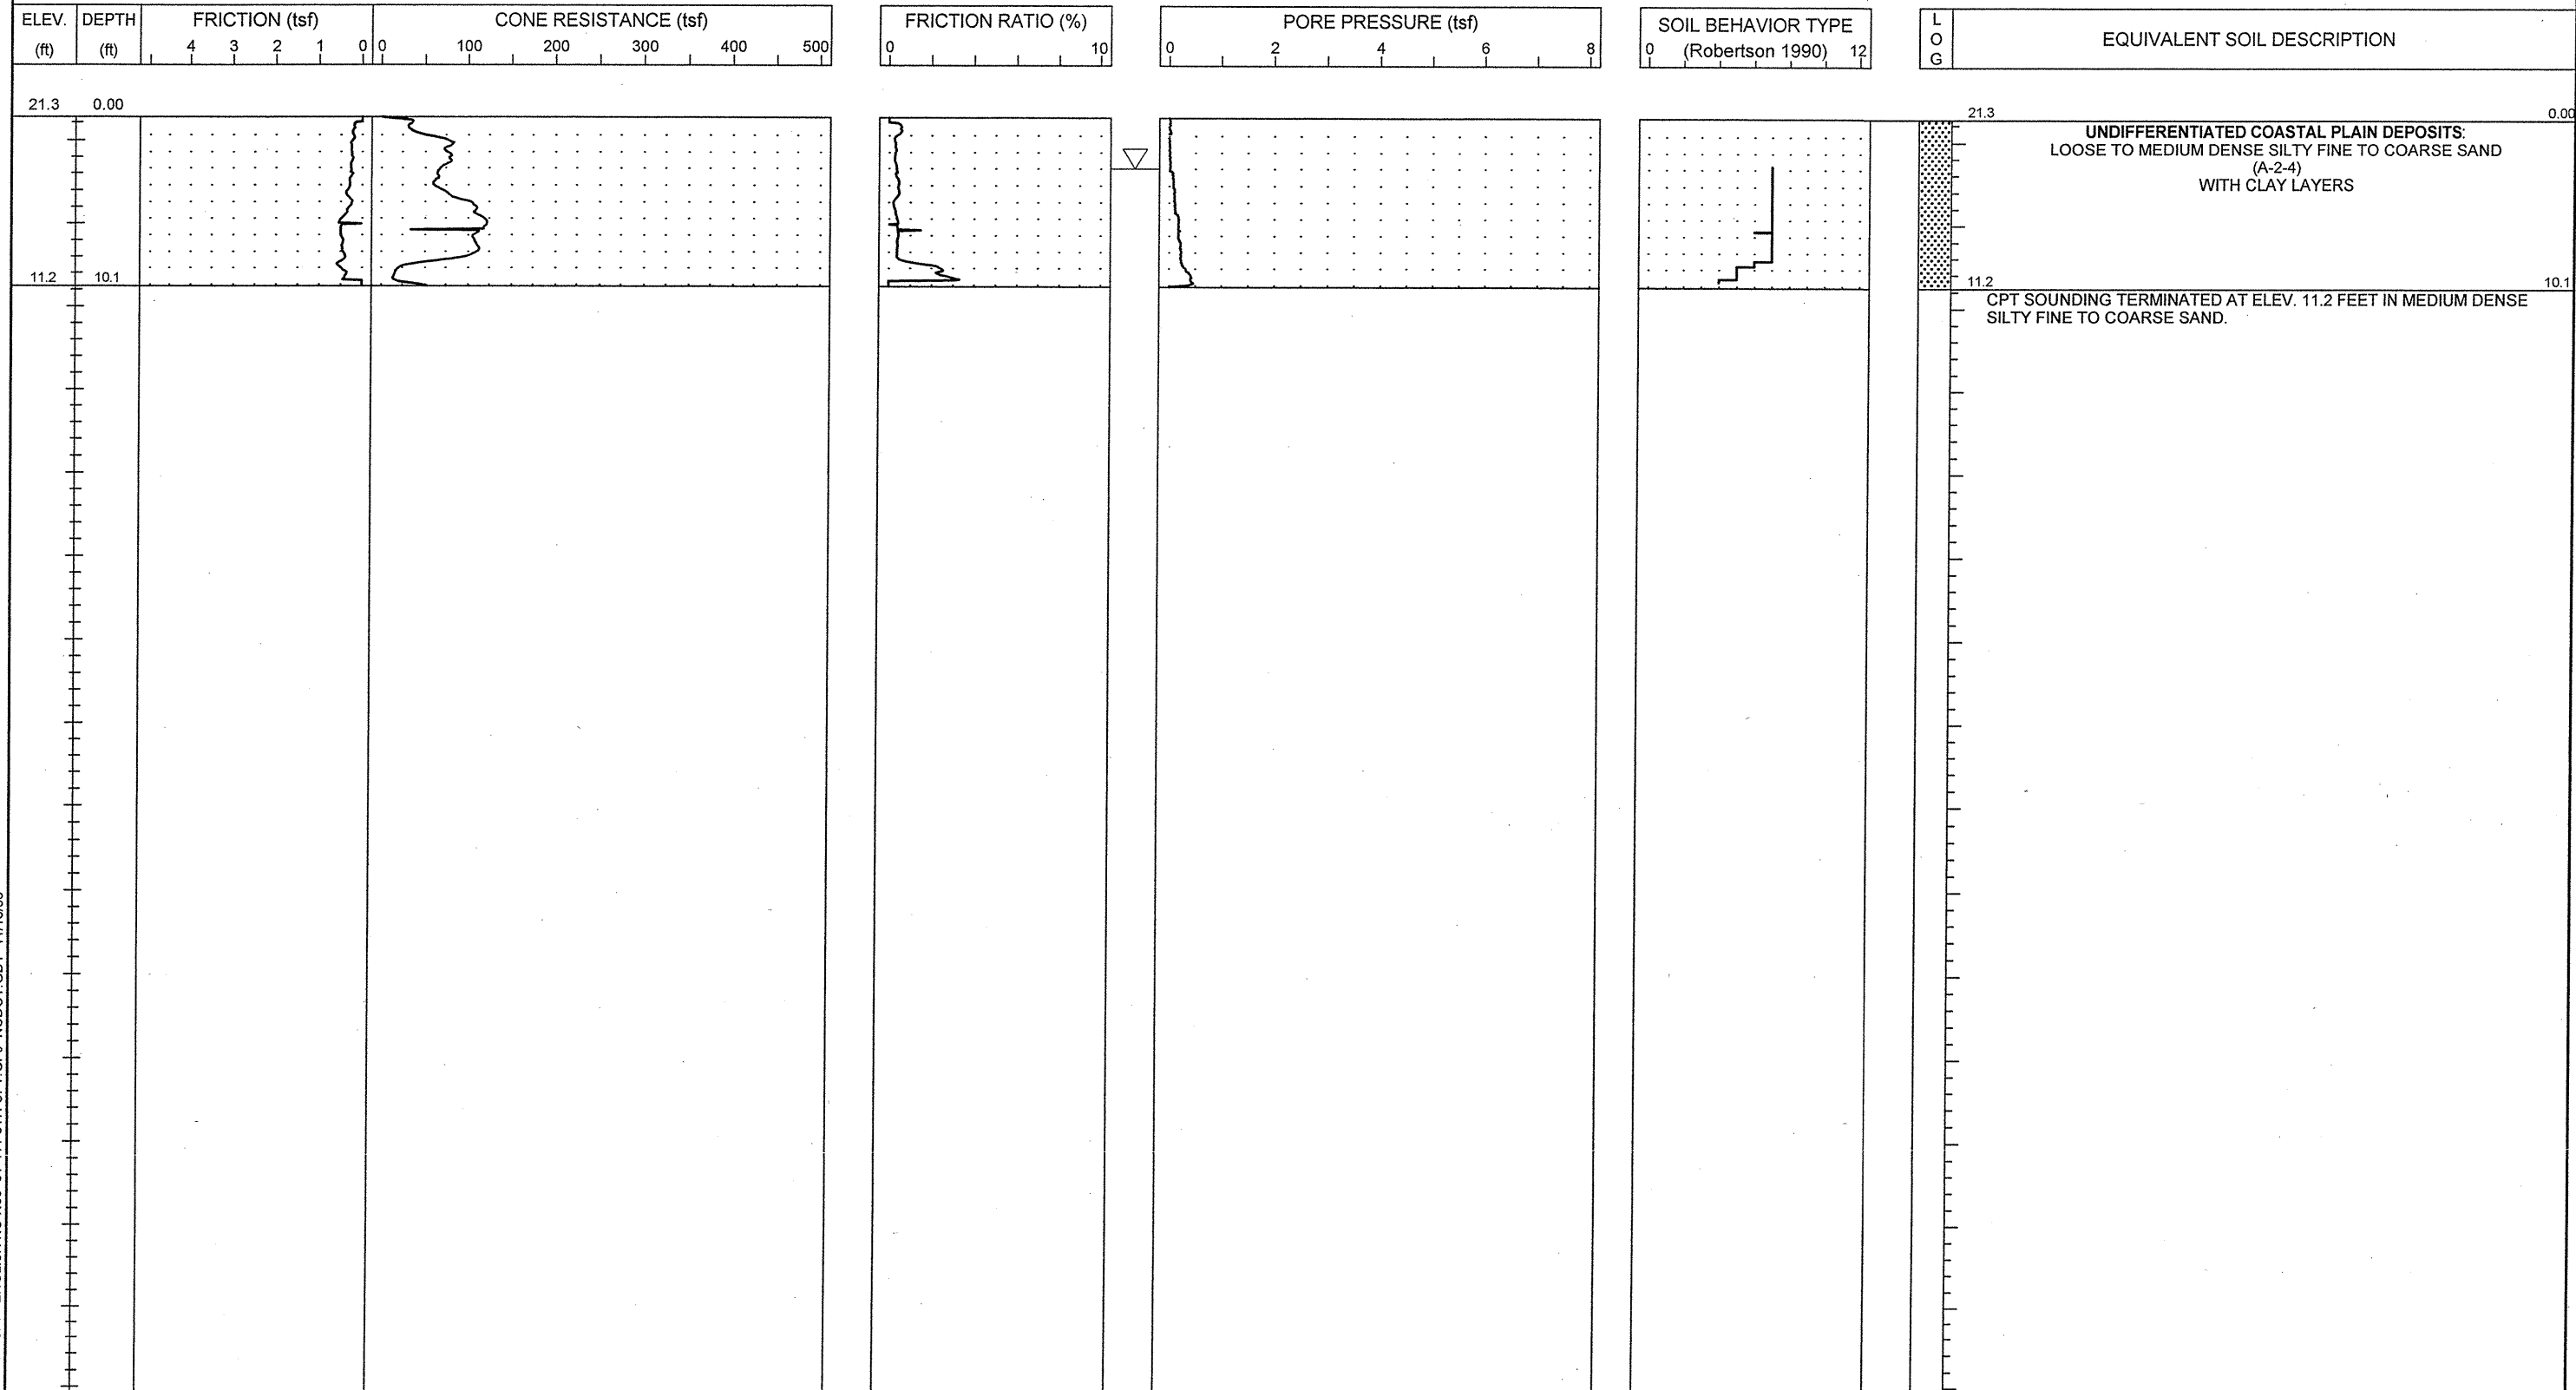 ELEV. DEPTH FRICTION (tsf) CONE RESISTANCE (tsf) FRICTION RATIO (%) PORE PRESSURE (tsf) SOIL BEHAVIOR TYPE L O G EQUIVALENT SOIL DESCRIPTION
(ft) (ft) 4 3 2 1 0 0 100 200 300 400 500 0 10 0 2 4 6 8 0 (Robertson 1990) 12
21.3 0.00
21.3 0.00
UNDIFFERENTIATED COASTAL PLAIN DEPOSITS:
LOOSE TO MEDIUM DENSE SILTY FINE TO COARSE SAND
(A-2-4)
WITH CLAY LAYERS
11.2 10.1
11.2 10.1
CPT SOUNDING TERMINATED AT ELEV. 11.2 FEET IN MEDIUM DENSE
SILTY FINE TO COARSE SAND.